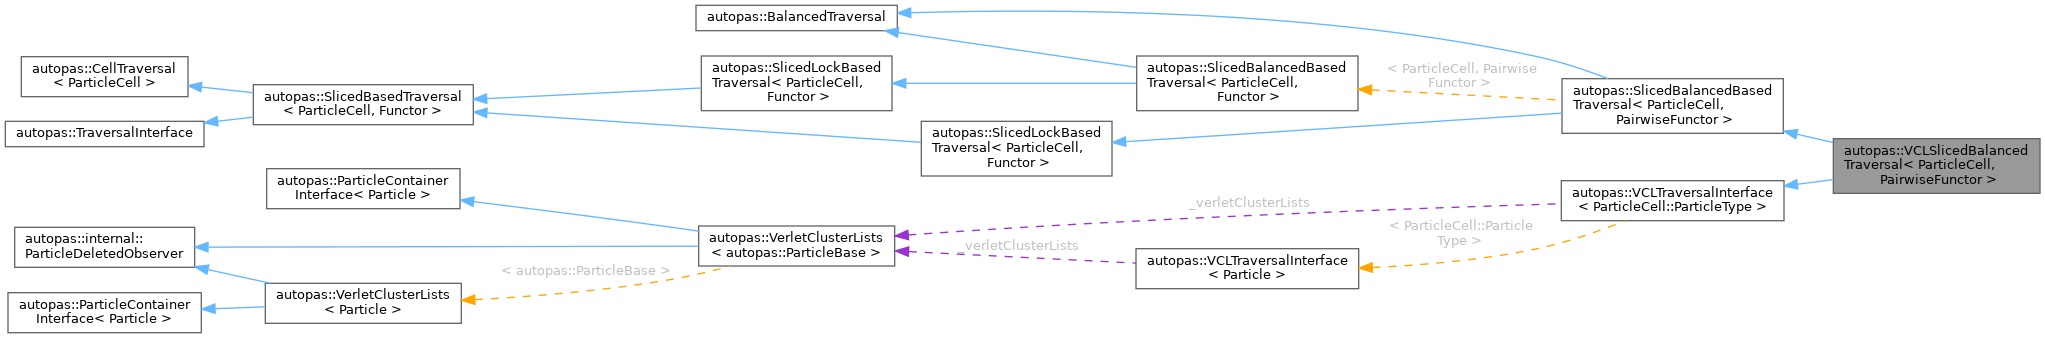 autopas::BalancedTraversal
autopas::CellTraversal
< ParticleCell >
autopas::TraversalInterface
autopas::SlicedBasedTraversal
< ParticleCell, Functor >
autopas::SlicedLockBased
Traversal< ParticleCell,
Functor >
autopas::SlicedLockBased
Traversal< ParticleCell,
Functor >
autopas::SlicedBalancedBased
Traversal< ParticleCell,
Functor >
< ParticleCell, Pairwise
Functor >
autopas::SlicedBalancedBased
Traversal< ParticleCell,
PairwiseFunctor >
autopas::VCLSlicedBalanced
Traversal< ParticleCell,
PairwiseFunctor >
autopas::ParticleContainer
Interface< Particle >
autopas::internal::
ParticleDeletedObserver
autopas::ParticleContainer
Interface< Particle >
autopas::VerletClusterLists
< Particle >
< autopas::ParticleBase >
autopas::VerletClusterLists
< autopas::ParticleBase >
_verletClusterLists
_verletClusterLists
autopas::VCLTraversalInterface
< Particle >
< ParticleCell::Particle
Type >
autopas::VCLTraversalInterface
< ParticleCell::ParticleType >